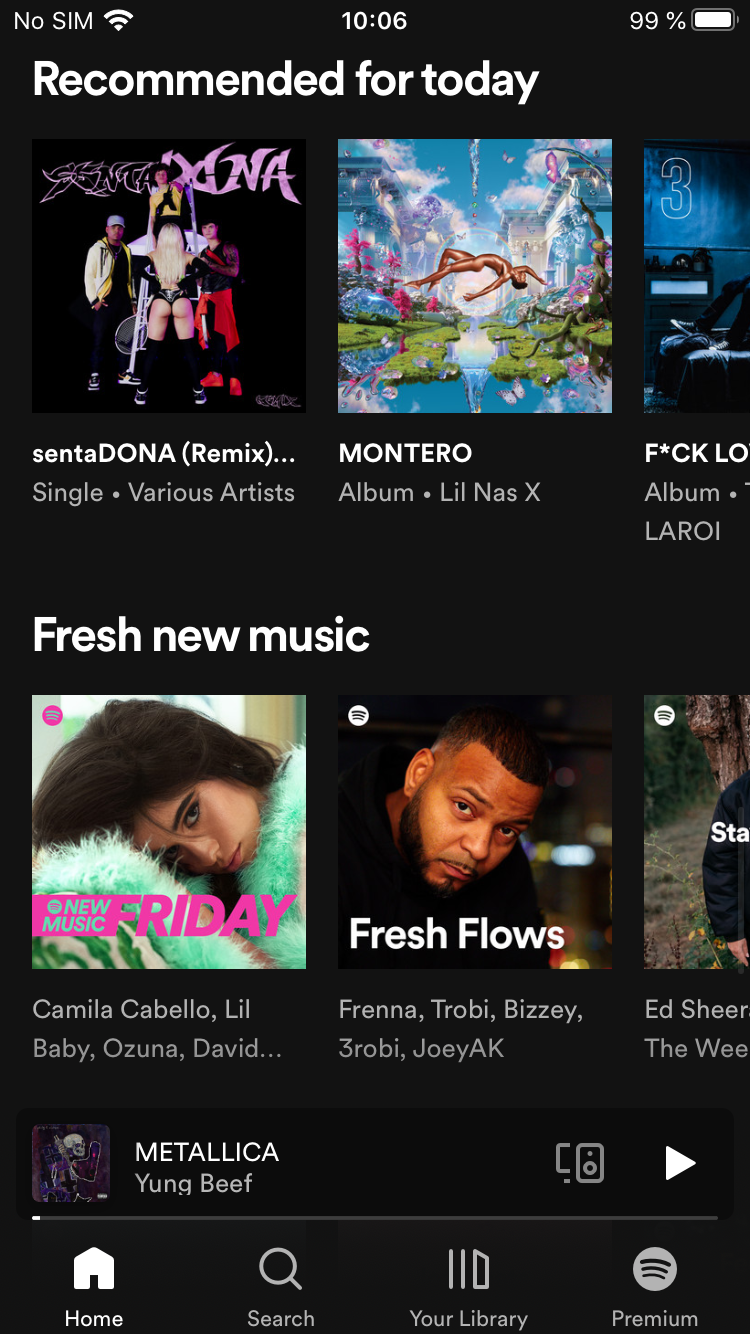 No SIM 10:06 99 %
Recommended for today
SENTADONA
3
sentaDONA (Remix)...
Single • Various Artists
MONTERO
Album • Lil Nas X
F*CK LO
Album •
LAROI
Fresh new music
NEW
MUSIC FRIDAY
Fresh Flows
Sta
Camila Cabello, Lil
Baby, Ozuna, David...
Frenna, Trobi, Bizzey,
3robi, JoeyAK
Ed Sheer
The Wee
METALLICA
Yung Beef
Home Search Your Library Premium